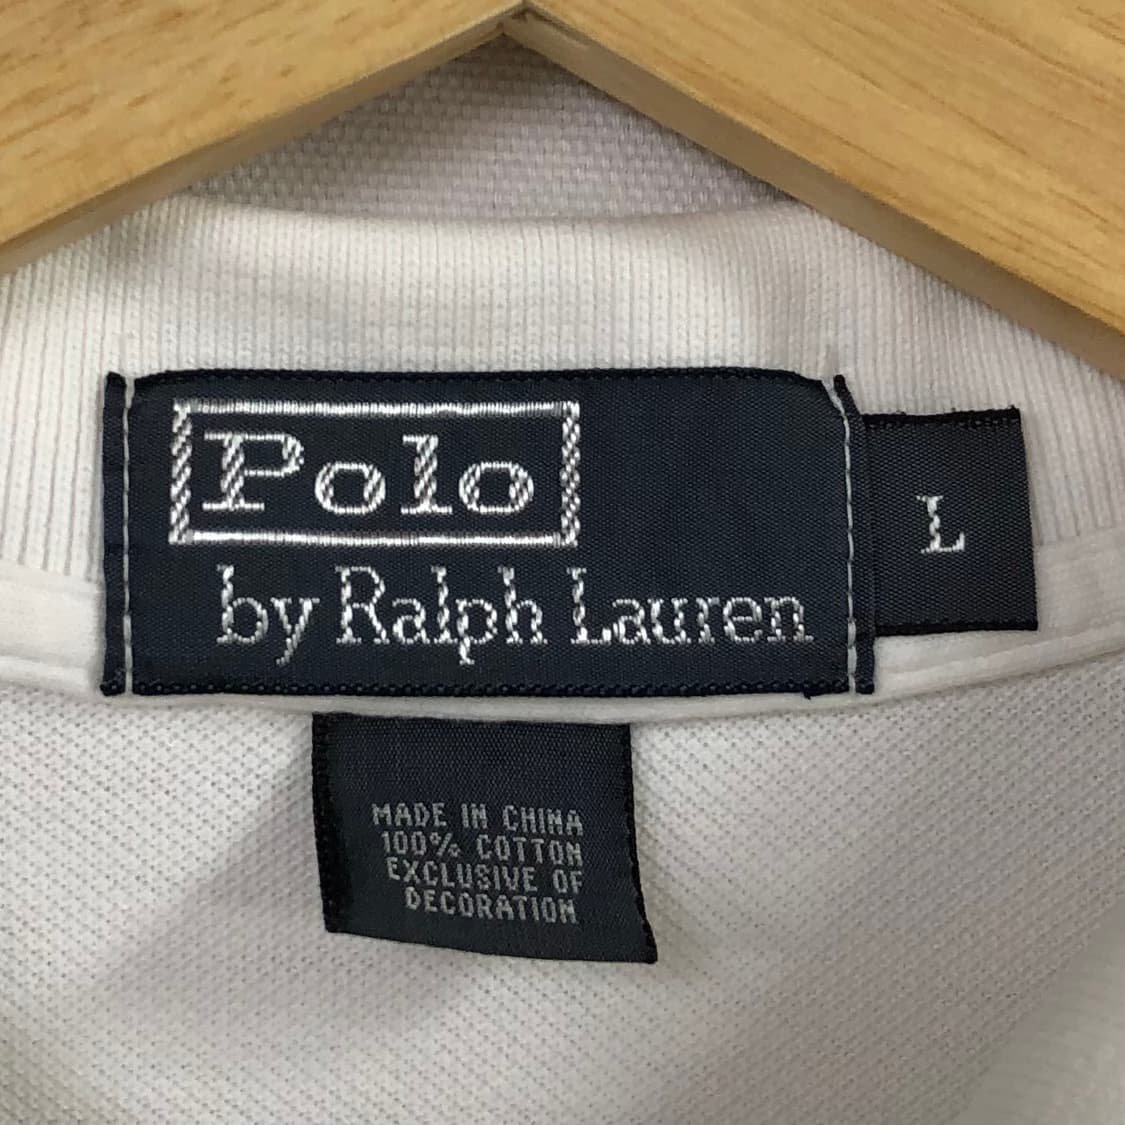 Polo
by Ralph Lauren
L
MADE IN CHINA
100% COTTON
EXCLUSIVE OF
DECORATION